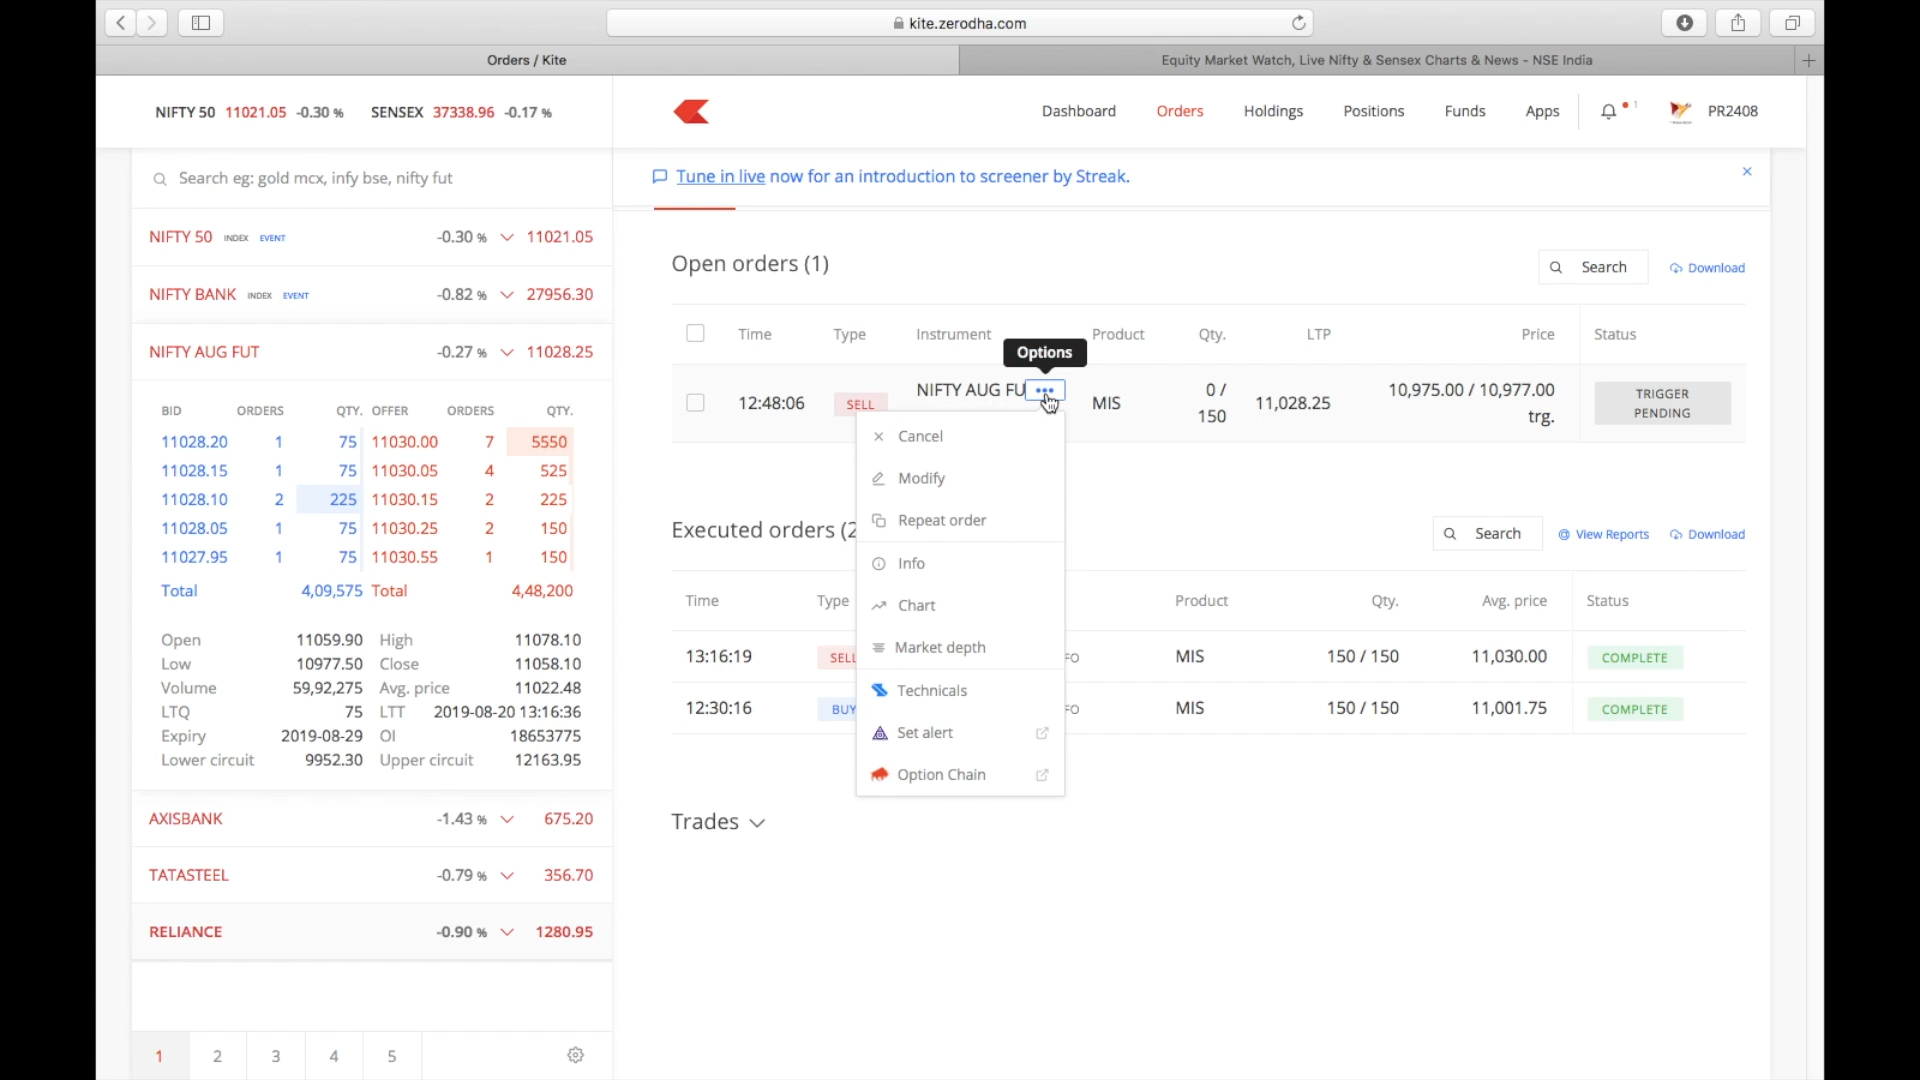 kite.zerodha.com
Orders / Kite
Equity Market Watch, Live Nifty & Sensex Charts & News - NSE India
NIFTY 50 11021.05 -0.30 % SENSEX 37338.96 -0.17 %
Dashboard Orders Holdings Positions Funds Apps 1 PR2408
Search eg: gold mcx, infy bse, nifty fut
Tune in live now for an introduction to screener by Streak.
NIFTY 50 INDEX EVENT -0.30 % 11021.05
NIFTY BANK INDEX EVENT -0.82 % 27956.30
NIFTY AUG FUT -0.27 % 11028.25
BID ORDERS QTY. OFFER ORDERS QTY.
11028.20 1 75 11030.00 7 5550
11028.15 1 75 11030.05 4 525
11028.10 2 225 11030.15 2 225
11028.05 1 75 11030.25 2 150
11027.95 1 75 11030.55 1 150
Total 4,09,575 Total 4,48,200
Open 11059.90 High 11078.10
Low 10977.50 Close 11058.10
Volume 59,92,275 Avg. price 11022.48
LTQ 75 LTT 2019-08-20 13:16:36
Expiry 2019-08-29 OI 18653775
Lower circuit 9952.30 Upper circuit 12163.95
AXISBANK -1.43 % 675.20
TATASTEEL -0.79 % 356.70
RELIANCE -0.90 % 1280.95
1 2 3 4 5
Open orders (1) Search Download
Time Type Instrument Product Qty. LTP Price Status
Options
12:48:06 SELL NIFTY AUG FU MIS 0 / 150 11,028.25 10,975.00 / 10,977.00 trg. TRIGGER PENDING
Cancel
Modify
Repeat order
Info
Chart
Market depth
Technicals
Set alert
Option Chain
Executed orders (2 Search View Reports Download
Time Type Product Qty. Avg. price Status
13:16:19 SELL FO MIS 150 / 150 11,030.00 COMPLETE
12:30:16 BUY FO MIS 150 / 150 11,001.75 COMPLETE
Trades